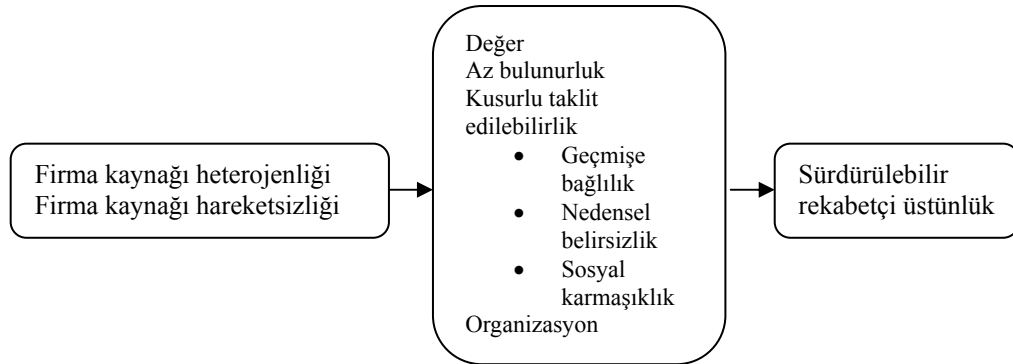 Firma kaynağı heterojenliği
Firma kaynağı hareketsizliği
Değer
Az bulunurluk
Kusurlu taklit
edilebilirlik
• Geçmişe
bağlılık
• Nedensel
belirsizlik
• Sosyal
karmaşıklık
Organizasyon
Sürdürülebilir
rekabetçi üstünlük